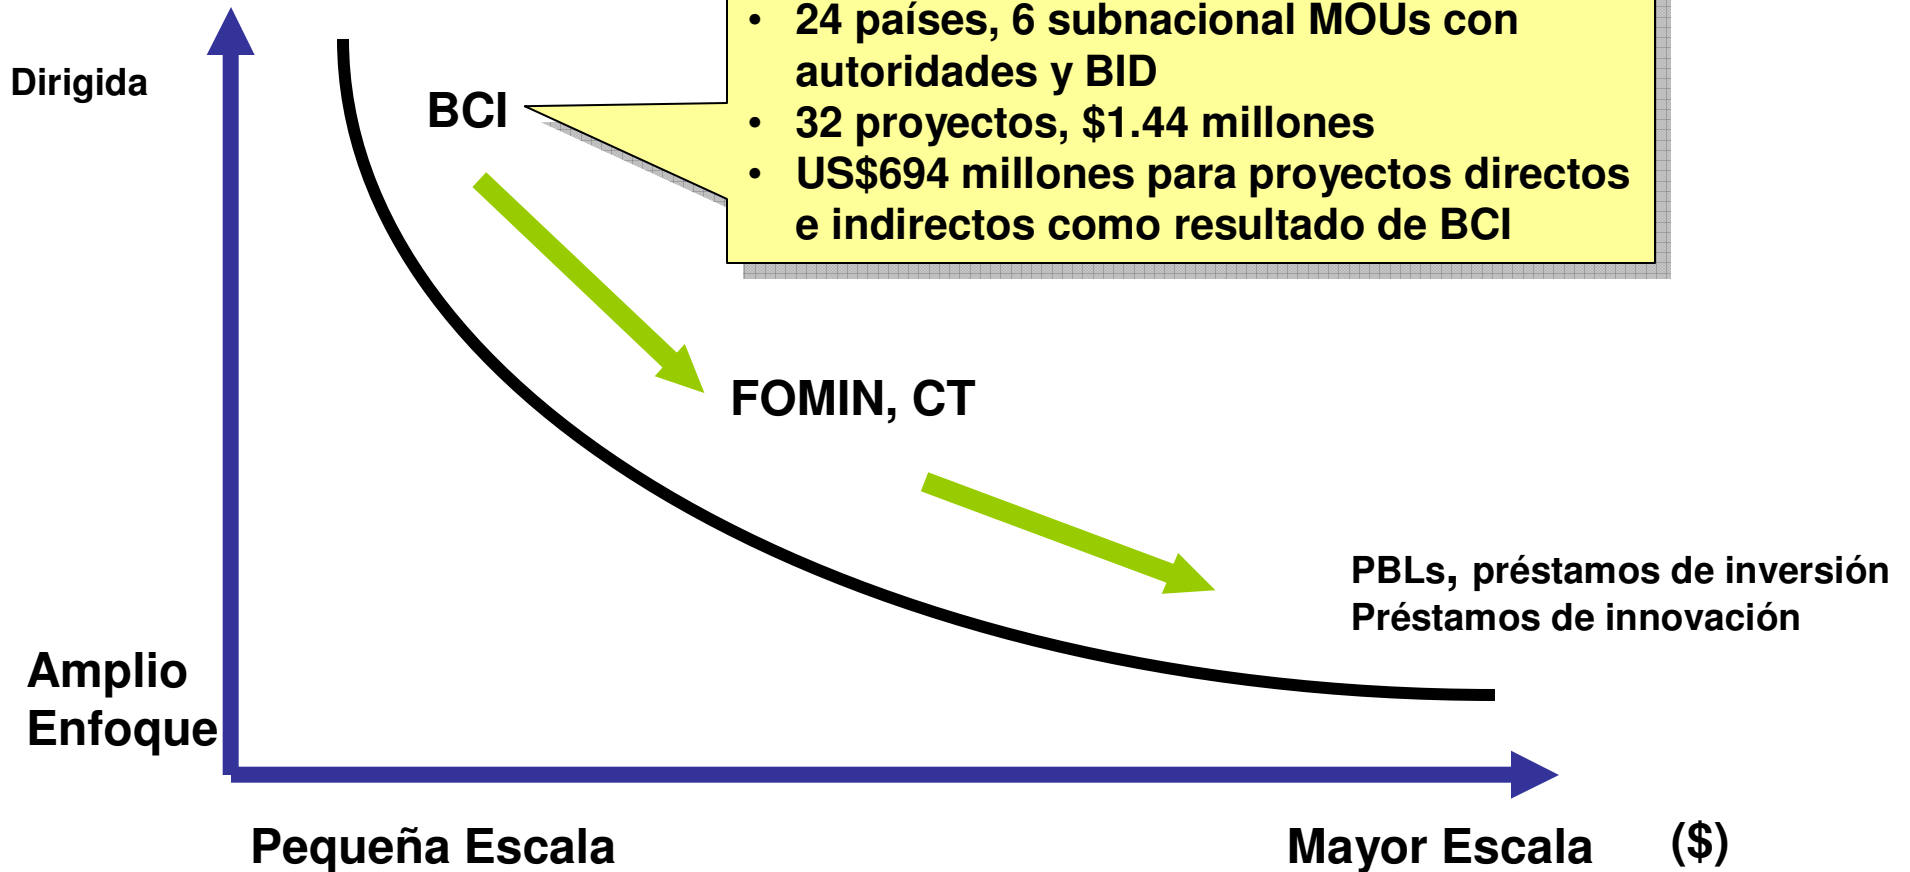 • 24 países, 6 subnacional MOUs con
autoridades y BID
• 32 proyectos, $1.44 millones
• US$694 millones para proyectos directos
e indirectos como resultado de BCI
Dirigida
BCI
FOMIN, CT
PBLs, préstamos de inversión
Préstamos de innovación
Amplio
Enfoque
Pequeña Escala
Mayor Escala ($)